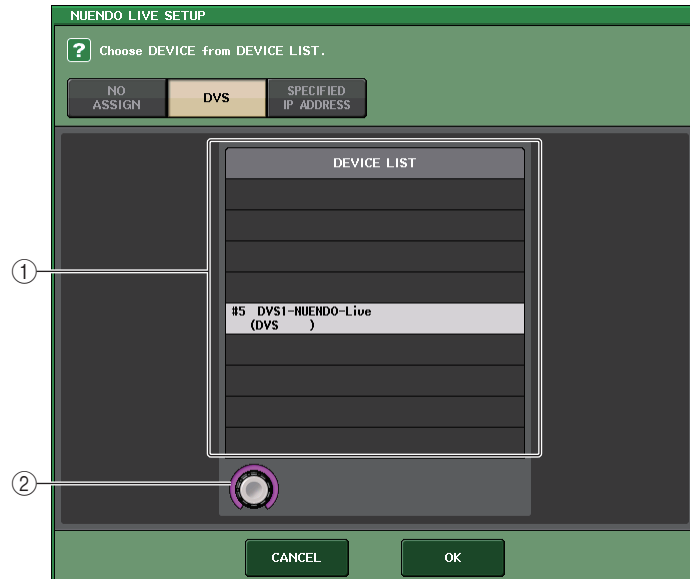 NUENDO LIVE SETUP
? Choose DEVICE from DEVICE LIST.
NO ASSIGN
DVS
SPECIFIED IP ADDRESS
DEVICE LIST
1
#5 DVS1-NUENDO-Live
(DVS )
2
CANCEL
OK